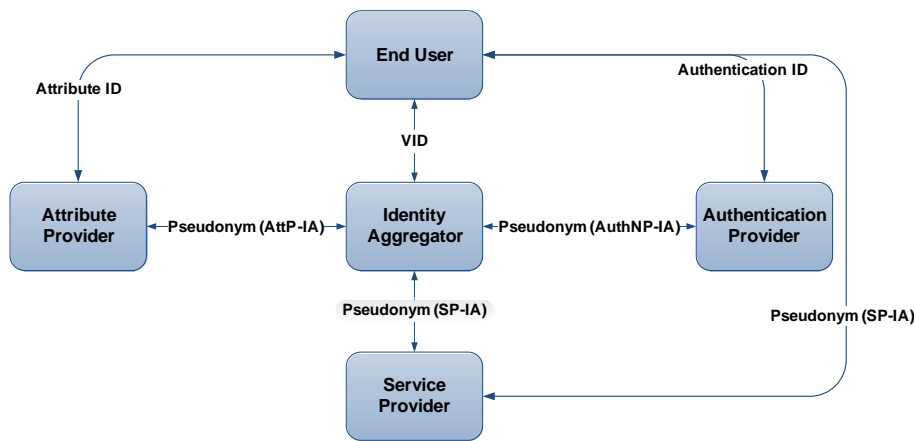 End User
Attribute ID
Authentication ID
VID
Attribute
Provider
Pseudonym (AttP-IA)
Identity
Aggregator
Pseudonym (AuthNP-IA)
Authentication
Provider
Pseudonym (SP-IA)
Pseudonym (SP-IA)
Service
Provider